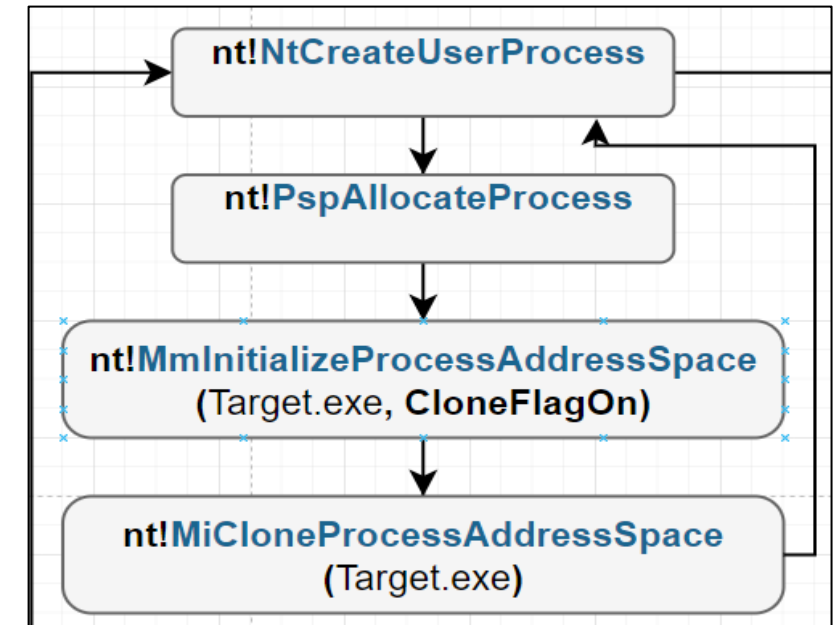 nt!NtCreateUserProcess
nt!PspAllocateProcess
nt!MmInitializeProcessAddressSpace
(Target.exe, CloneFlagOn)
nt!MiCloneProcessAddressSpace
(Target.exe)